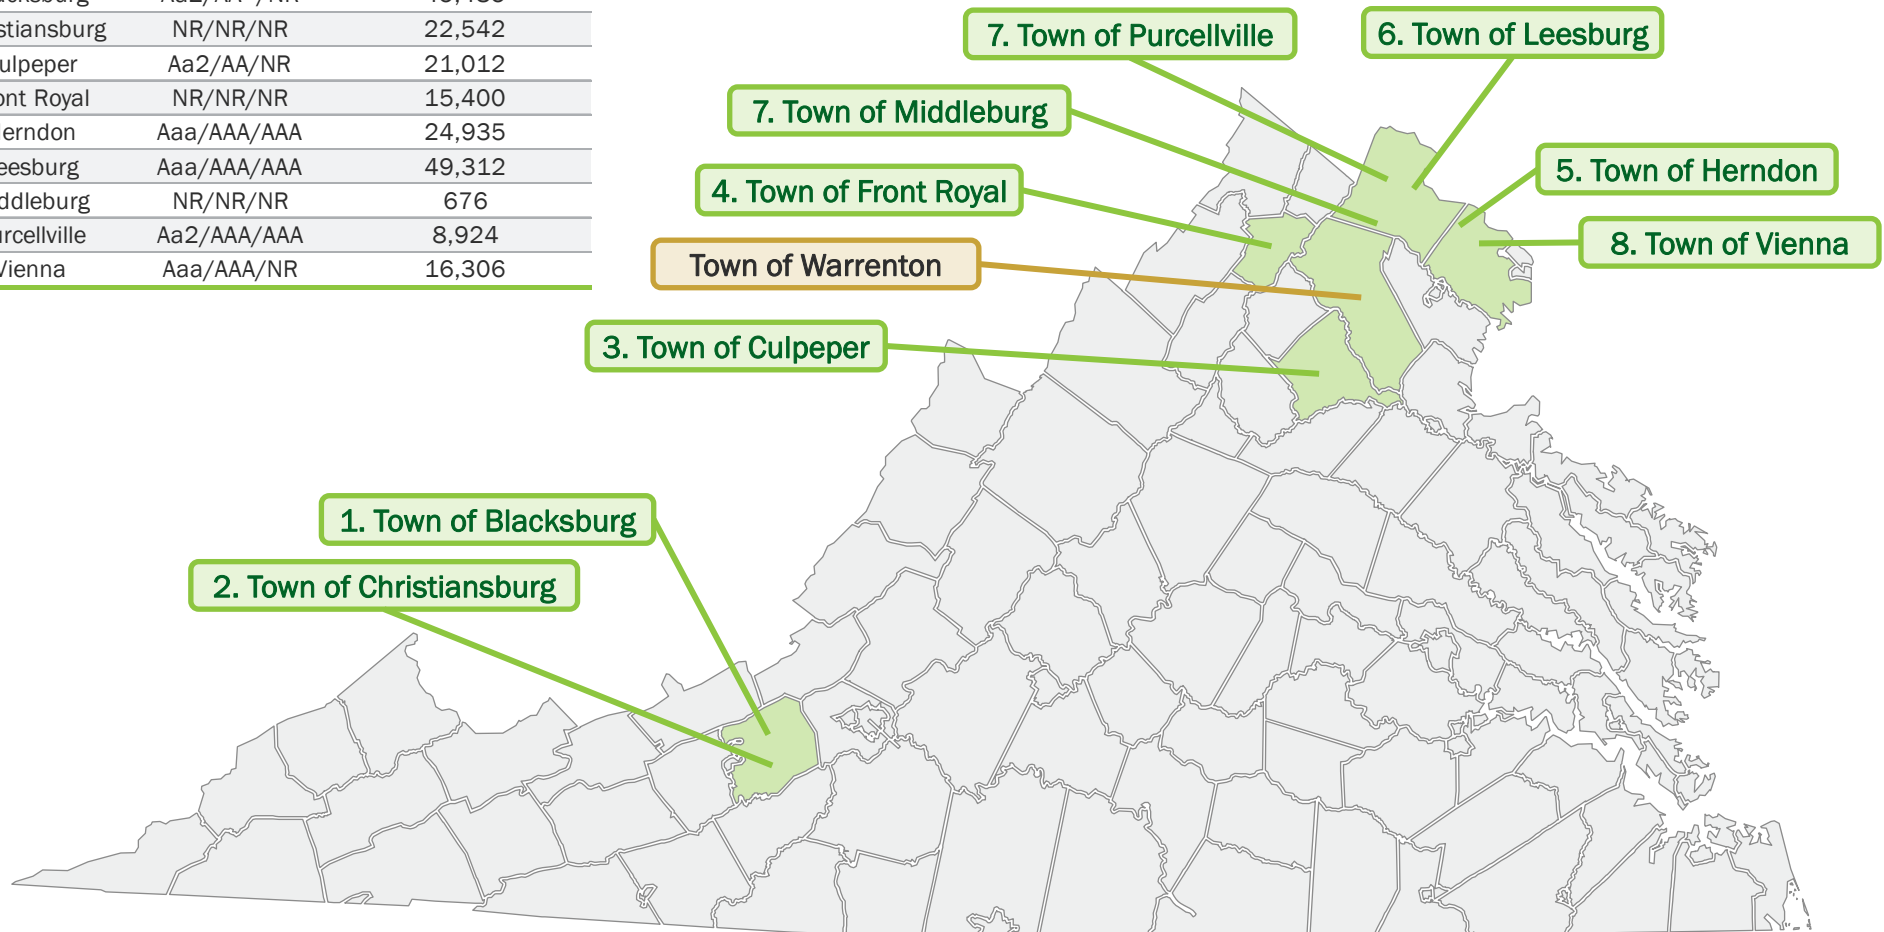 stiansburg NR/NR/NR 22,542
ulpeper Aa2/AA/NR 21,012
ont Royal NR/NR/NR 15,400
erndon Aaa/AAA/AAA 24,935
eesburg Aaa/AAA/AAA 49,312
ddleburg NR/NR/NR 676
urcellville Aa2/AAA/AAA 8,924
Vienna Aaa/AAA/NR 16,306
7. Town of Purcellville
6. Town of Leesburg
7. Town of Middleburg
5. Town of Herndon
4. Town of Front Royal
8. Town of Vienna
Town of Warrenton
3. Town of Culpeper
1. Town of Blacksburg
2. Town of Christiansburg